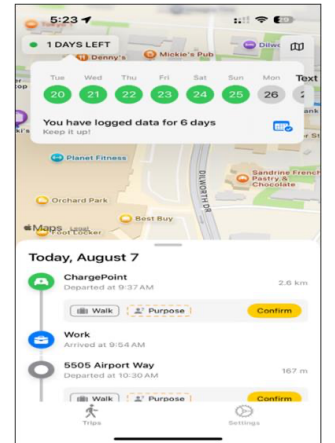 5:23
1 DAYS LEFT
Denny's
Mickie's Pub
Dilwo
Tue Wed Thu Fri Sat Sun Mon Text
20 21 22 23 24 25 26
You have logged data for 6 days
Keep it up!
Planet Fitness
Sandrine French
Pastry &
Chocolate
DILWORTH DR
Orchard Park
Best Buy
Maps Legal
Foot Locker
Today, August 7
ChargePoint
Departed at 9:37 AM
2.6 km
Walk Purpose Confirm
Work
Arrived at 9:54 AM
5505 Airport Way
Departed at 10:30 AM
167 m
Walk Purpose Confirm
Trips Settings